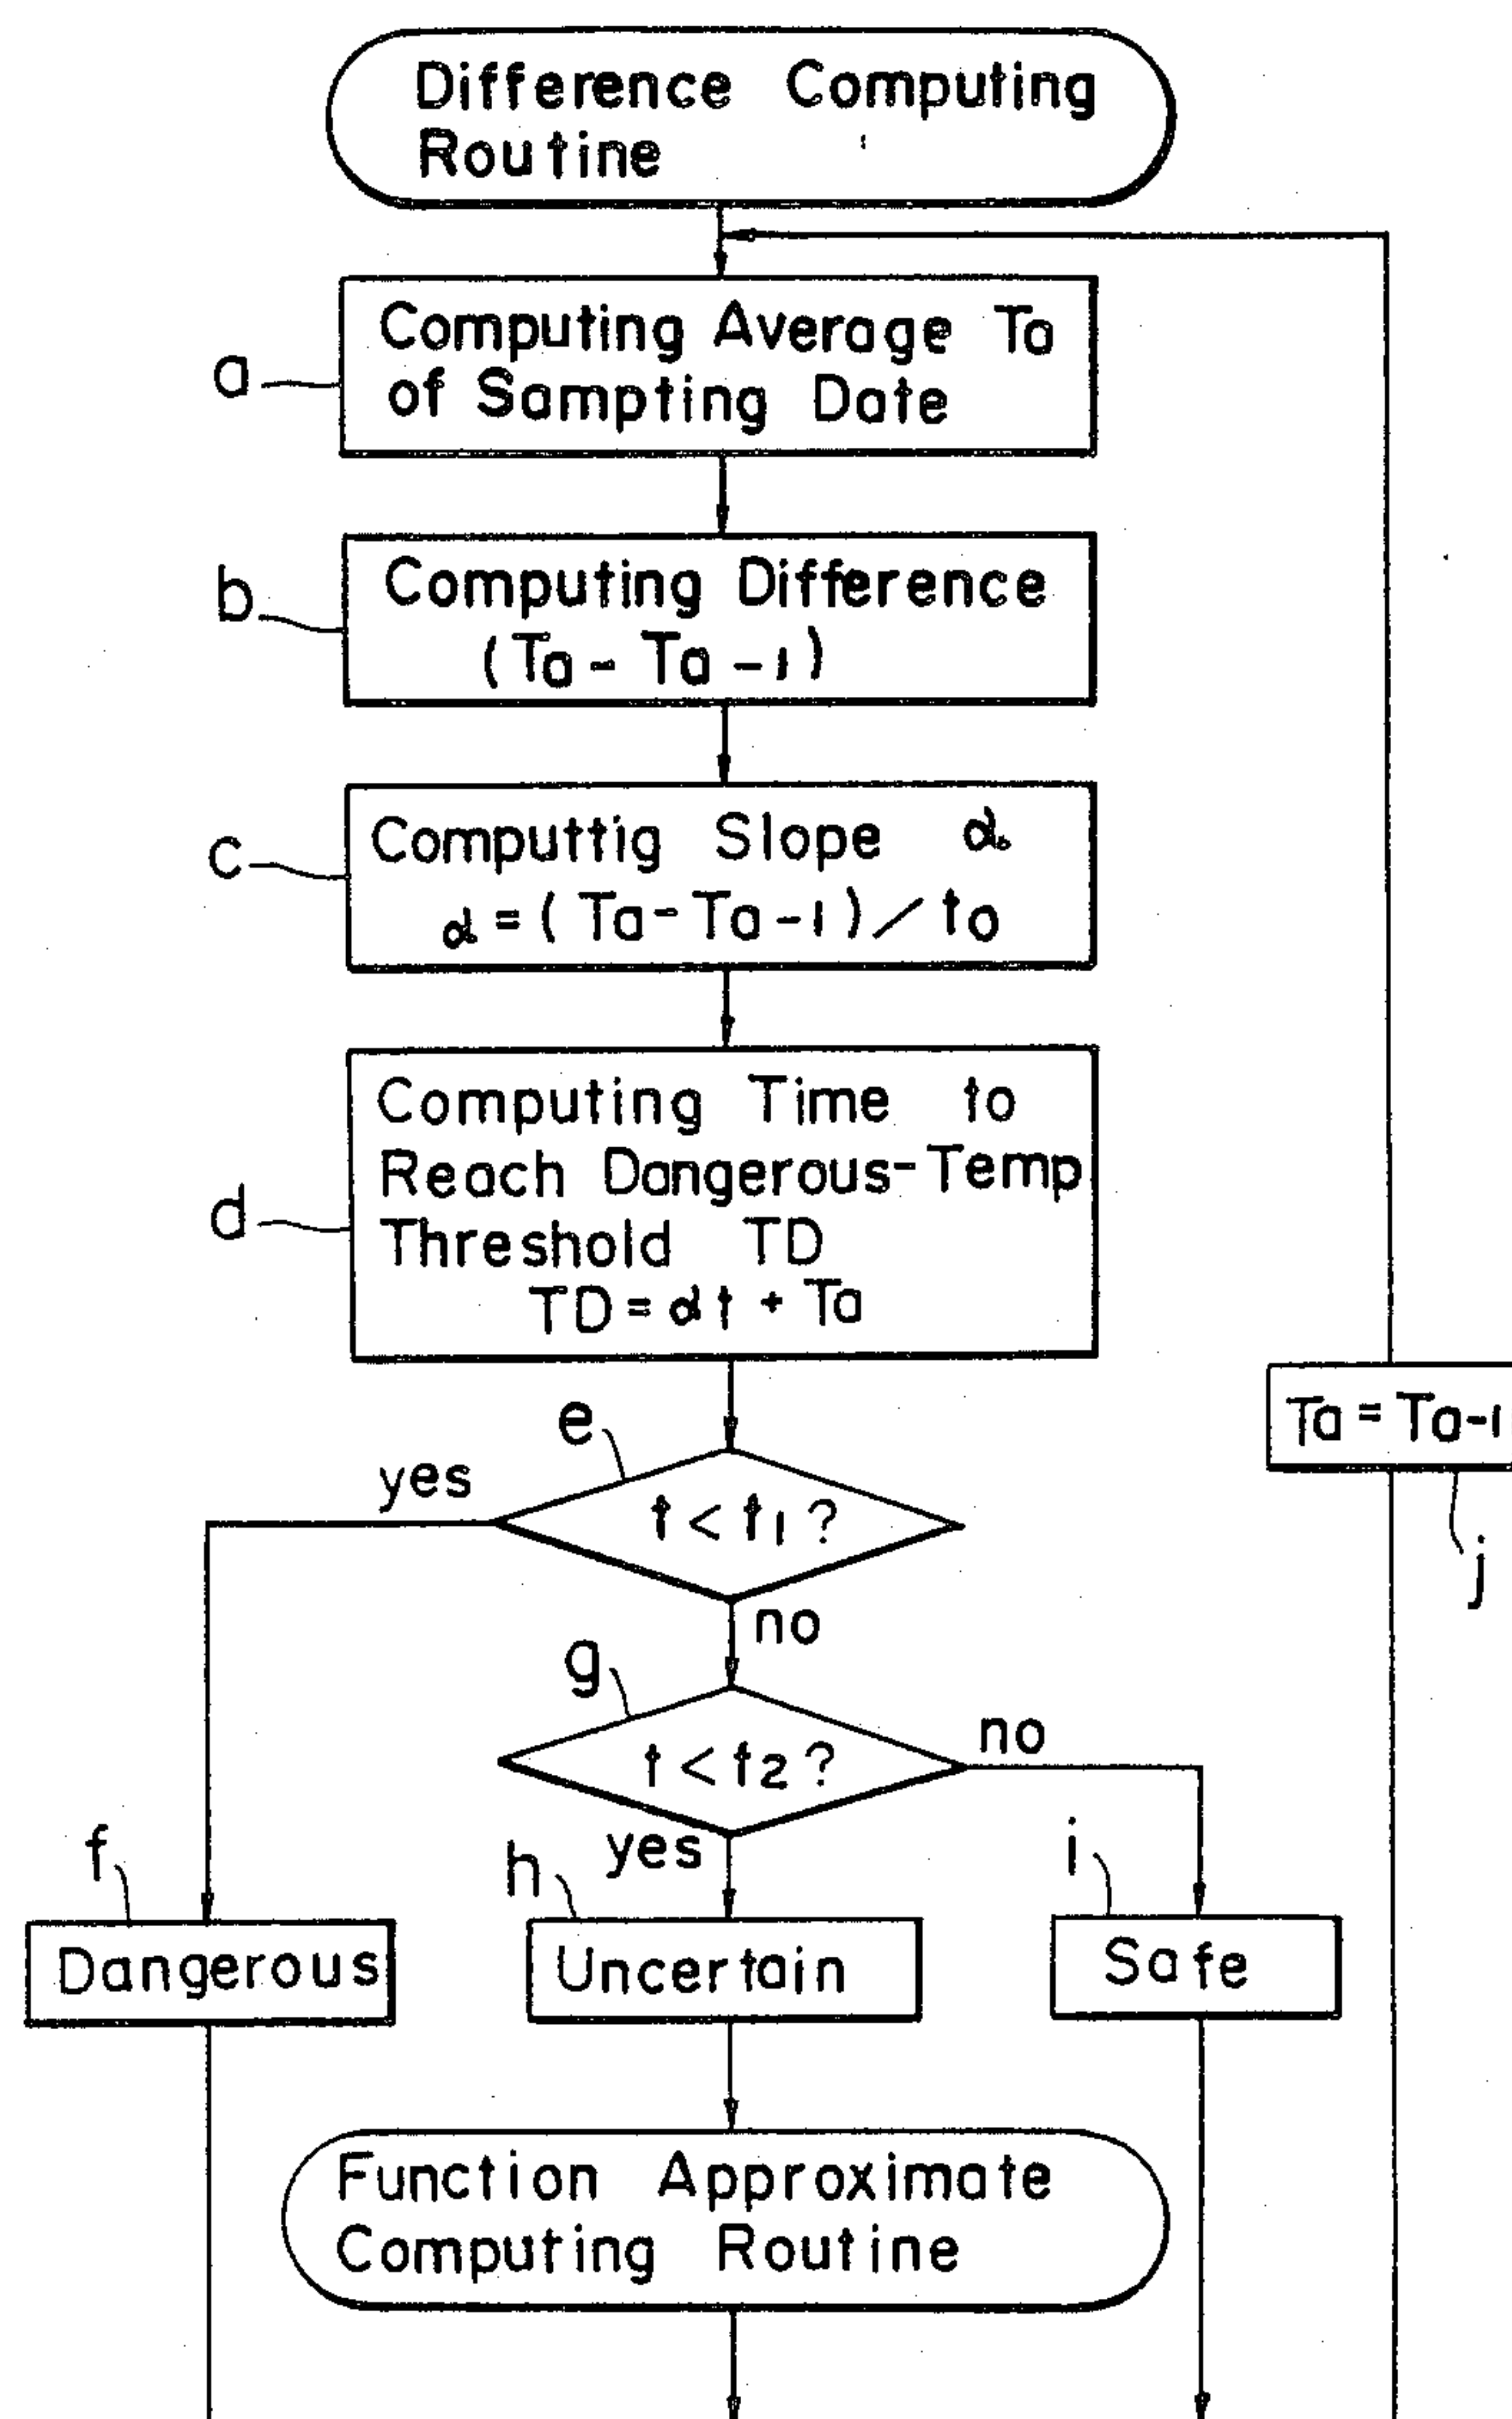 Difference Computing
Routine
a
Computing Average Ta
of Sampting Date
b
Computing Difference
(Ta - Ta -1)
c
Computtig Slope α
α = (Ta - Ta -1) / to
d
Computing Time to
Reach Dangerous-Temp
Threshold TD
TD = αt + Ta
Ta = Ta-1
j
e
yes
t < t1 ?
no
g
t < t2 ?
no
yes
f
Dangerous
h
Uncertain
i
Safe
Function Approximate
Computing Routine